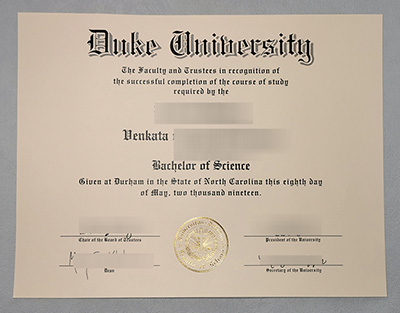 Duke University
The Faculty and Trustees in recognition of
the successful completion of the course of study
required by the
Venkata
Bachelor of Science
Given at Durham in the State of North Carolina this eighth day
of May, two thousand nineteen.
Chair of the Board of Trustees
President of the University
Dean
Secretary of the University